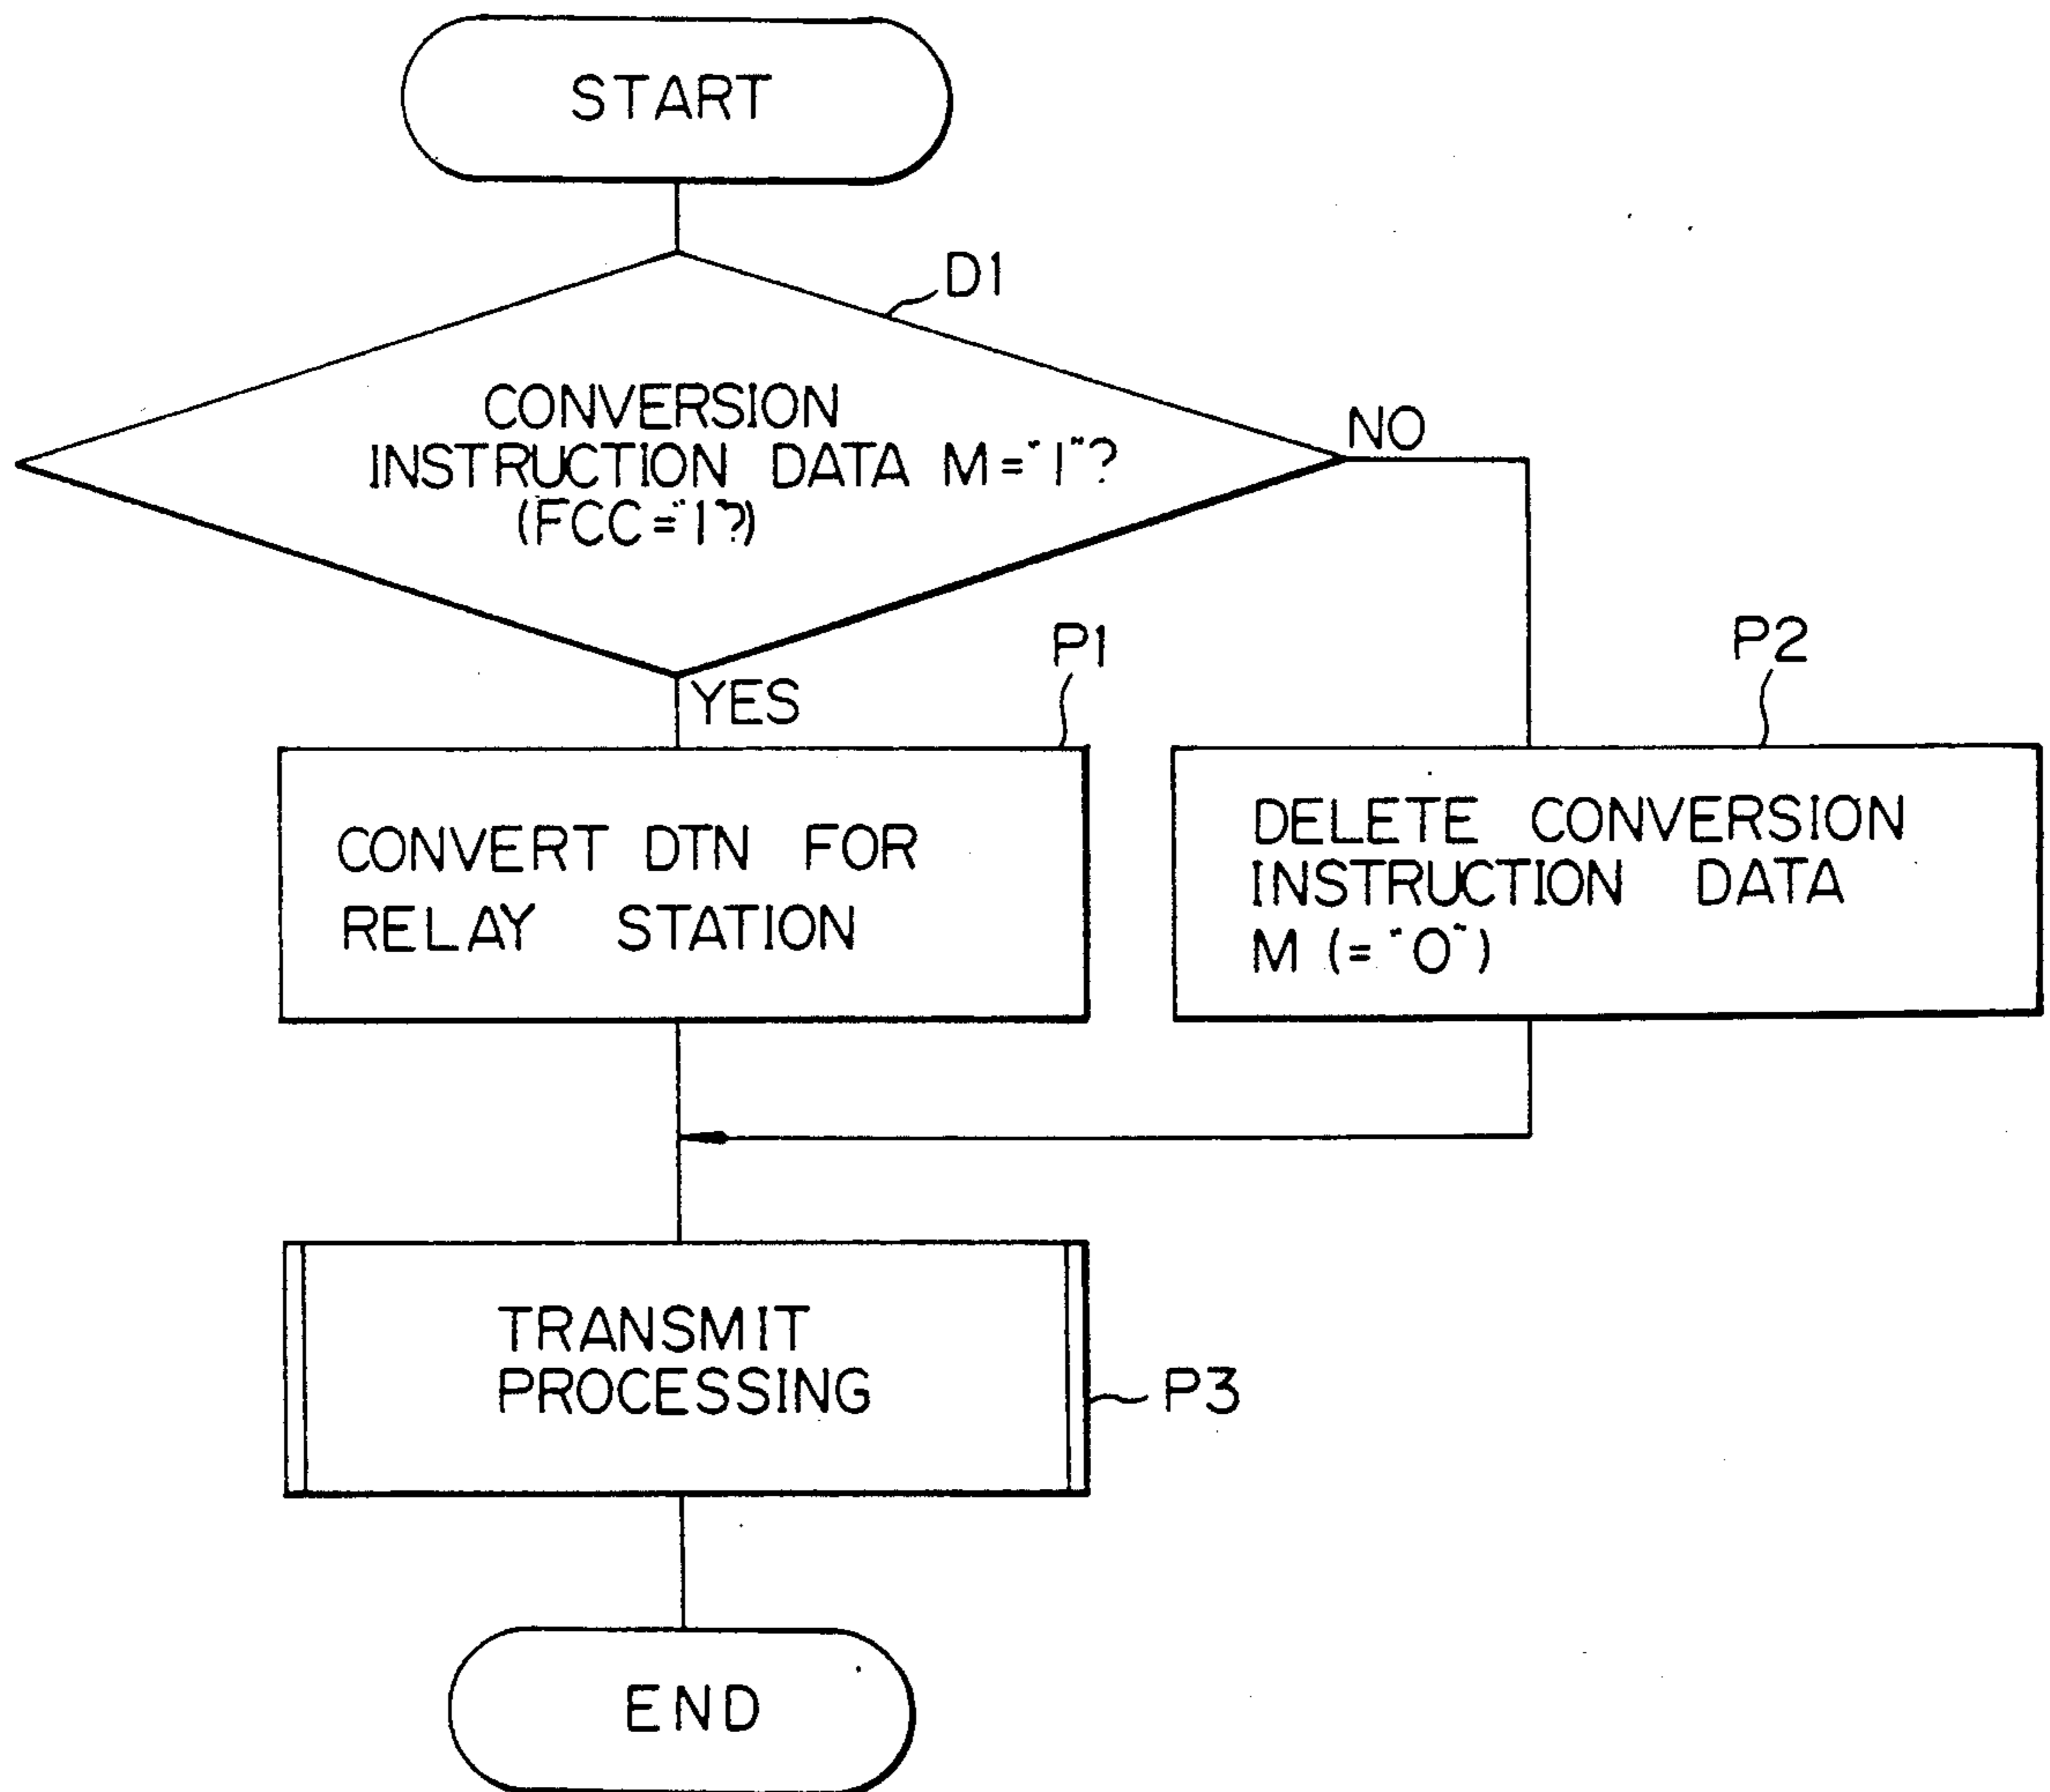 START
D1
CONVERSION
INSTRUCTION DATA M="1"?
(FCC="1?)
NO
YES
P1
P2
CONVERT DTN FOR
RELAY STATION
DELETE CONVERSION
INSTRUCTION DATA
M (="0")
TRANSMIT
PROCESSING
P3
END